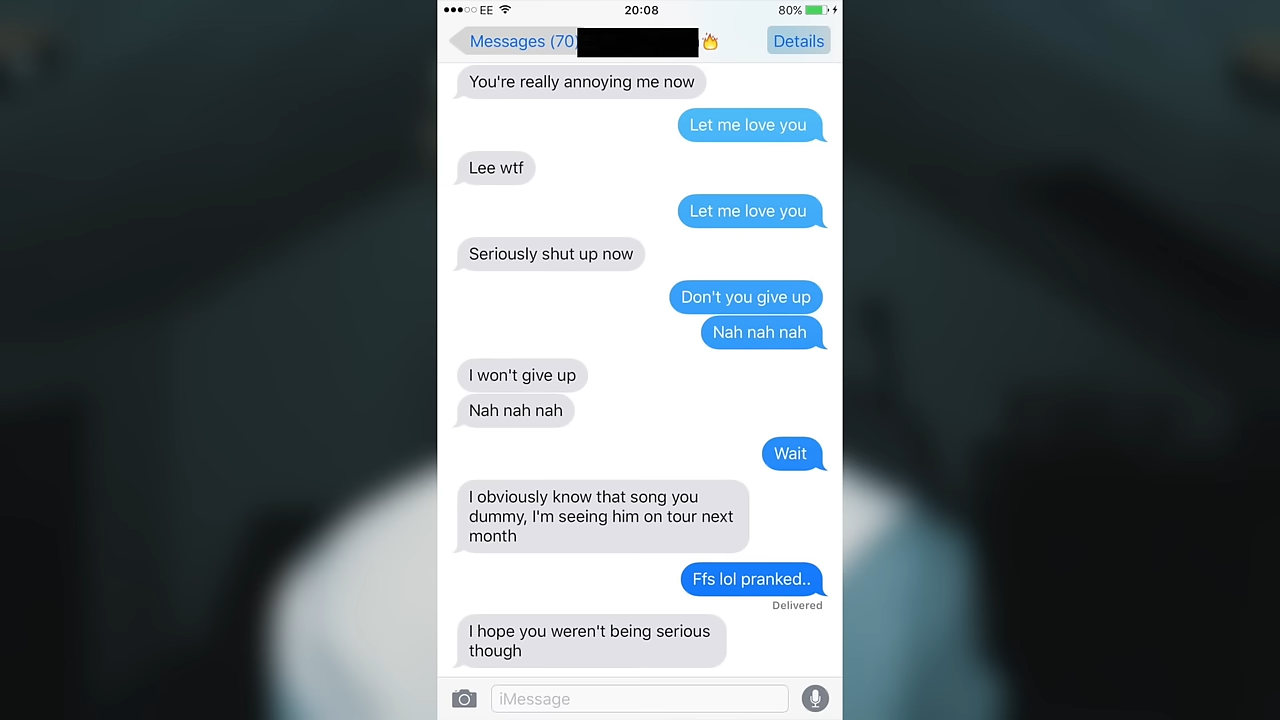 EE 20:08 80%
Messages (70) Details
You're really annoying me now
Let me love you
Lee wtf
Let me love you
Seriously shut up now
Don't you give up
Nah nah nah
I won't give up
Nah nah nah
Wait
I obviously know that song you
dummy, I'm seeing him on tour next
month
Ffs lol pranked..
Delivered
I hope you weren't being serious
though
iMessage